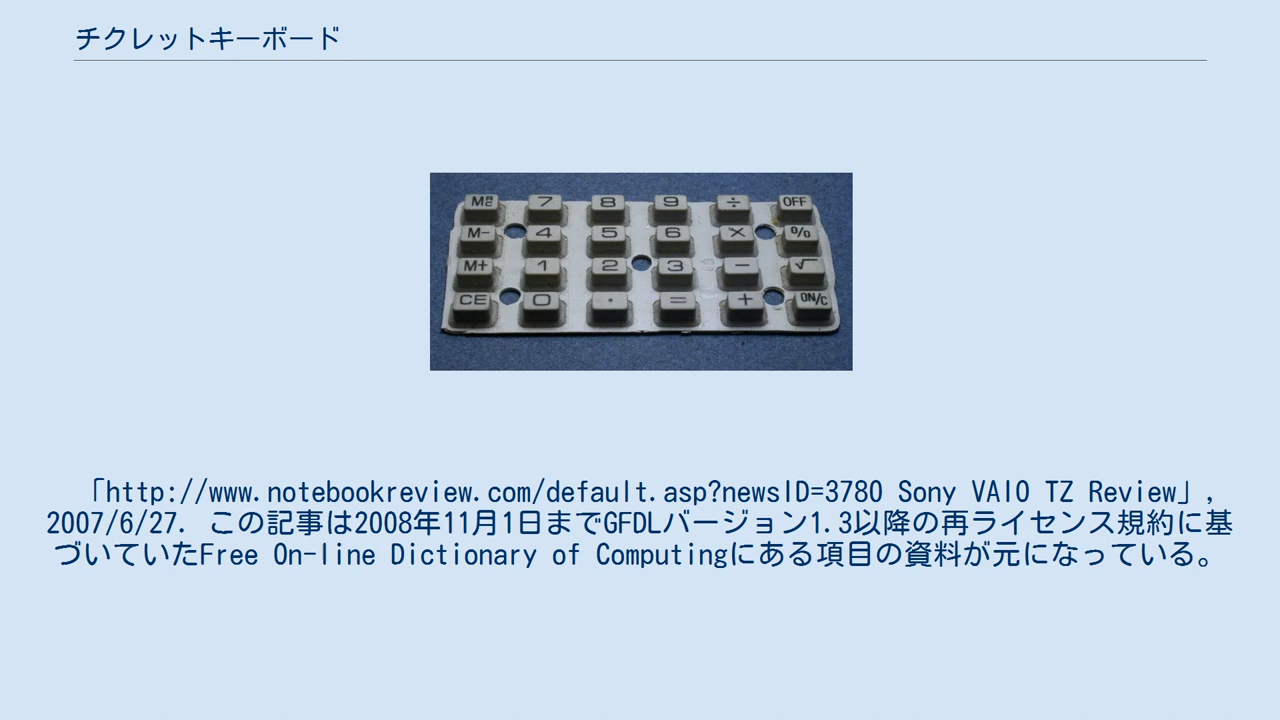 チクレットキーボード
MRC 7 8 9 ÷ OFF
M- 4 5 6 × %
M+ 1 2 3 − √
CE 0 . = + ON/C
「http://www.notebookreview.com/default.asp?newsID=3780 Sony VAIO TZ Review」,
2007/6/27. この記事は2008年11月1日までGFDLバージョン1.3以降の再ライセンス規約に基
づいていたFree On-line Dictionary of Computingにある項目の資料が元になっている。